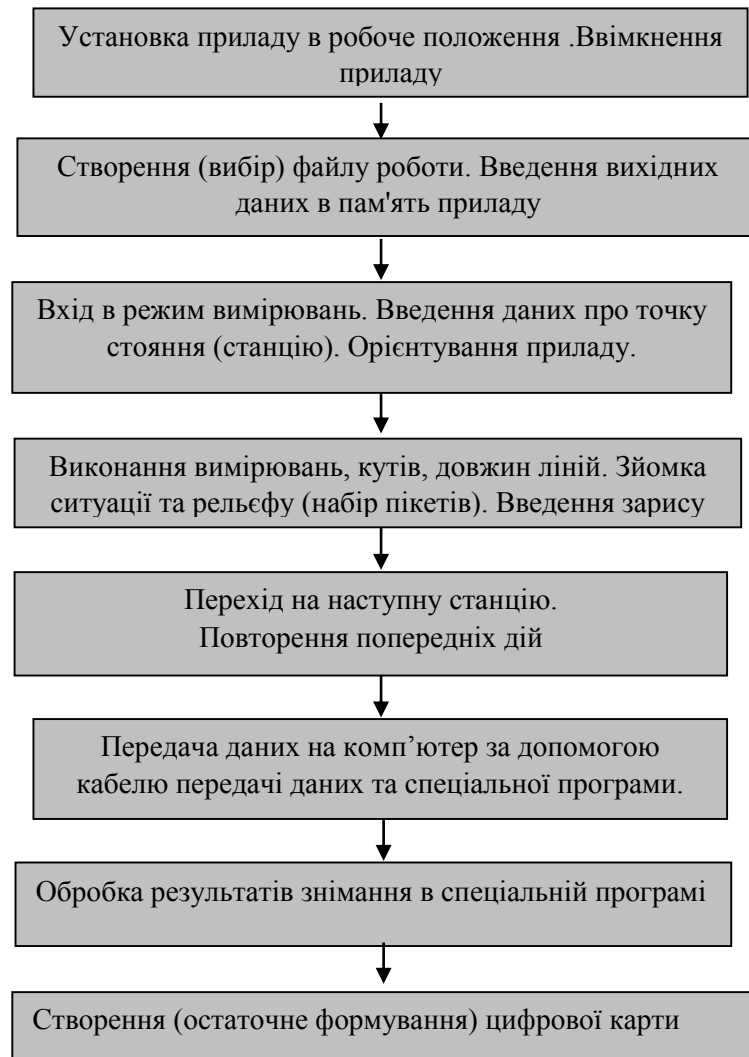 Установка приладу в робоче положення .Ввімкнення
приладу
Створення (вибір) файлу роботи. Введення вихідних
даних в пам'ять приладу
Вхід в режим вимірювань. Введення даних про точку
стояння (станцію). Орієнтування приладу.
Виконання вимірювань, кутів, довжин ліній. Зйомка
ситуації та рельєфу (набір пікетів). Введення зарису
Перехід на наступну станцію.
Повторення попередніх дій
Передача даних на комп’ютер за допомогою
кабелю передачі даних та спеціальної програми.
Обробка результатів знімання в спеціальній програмі
Створення (остаточне формування) цифрової карти